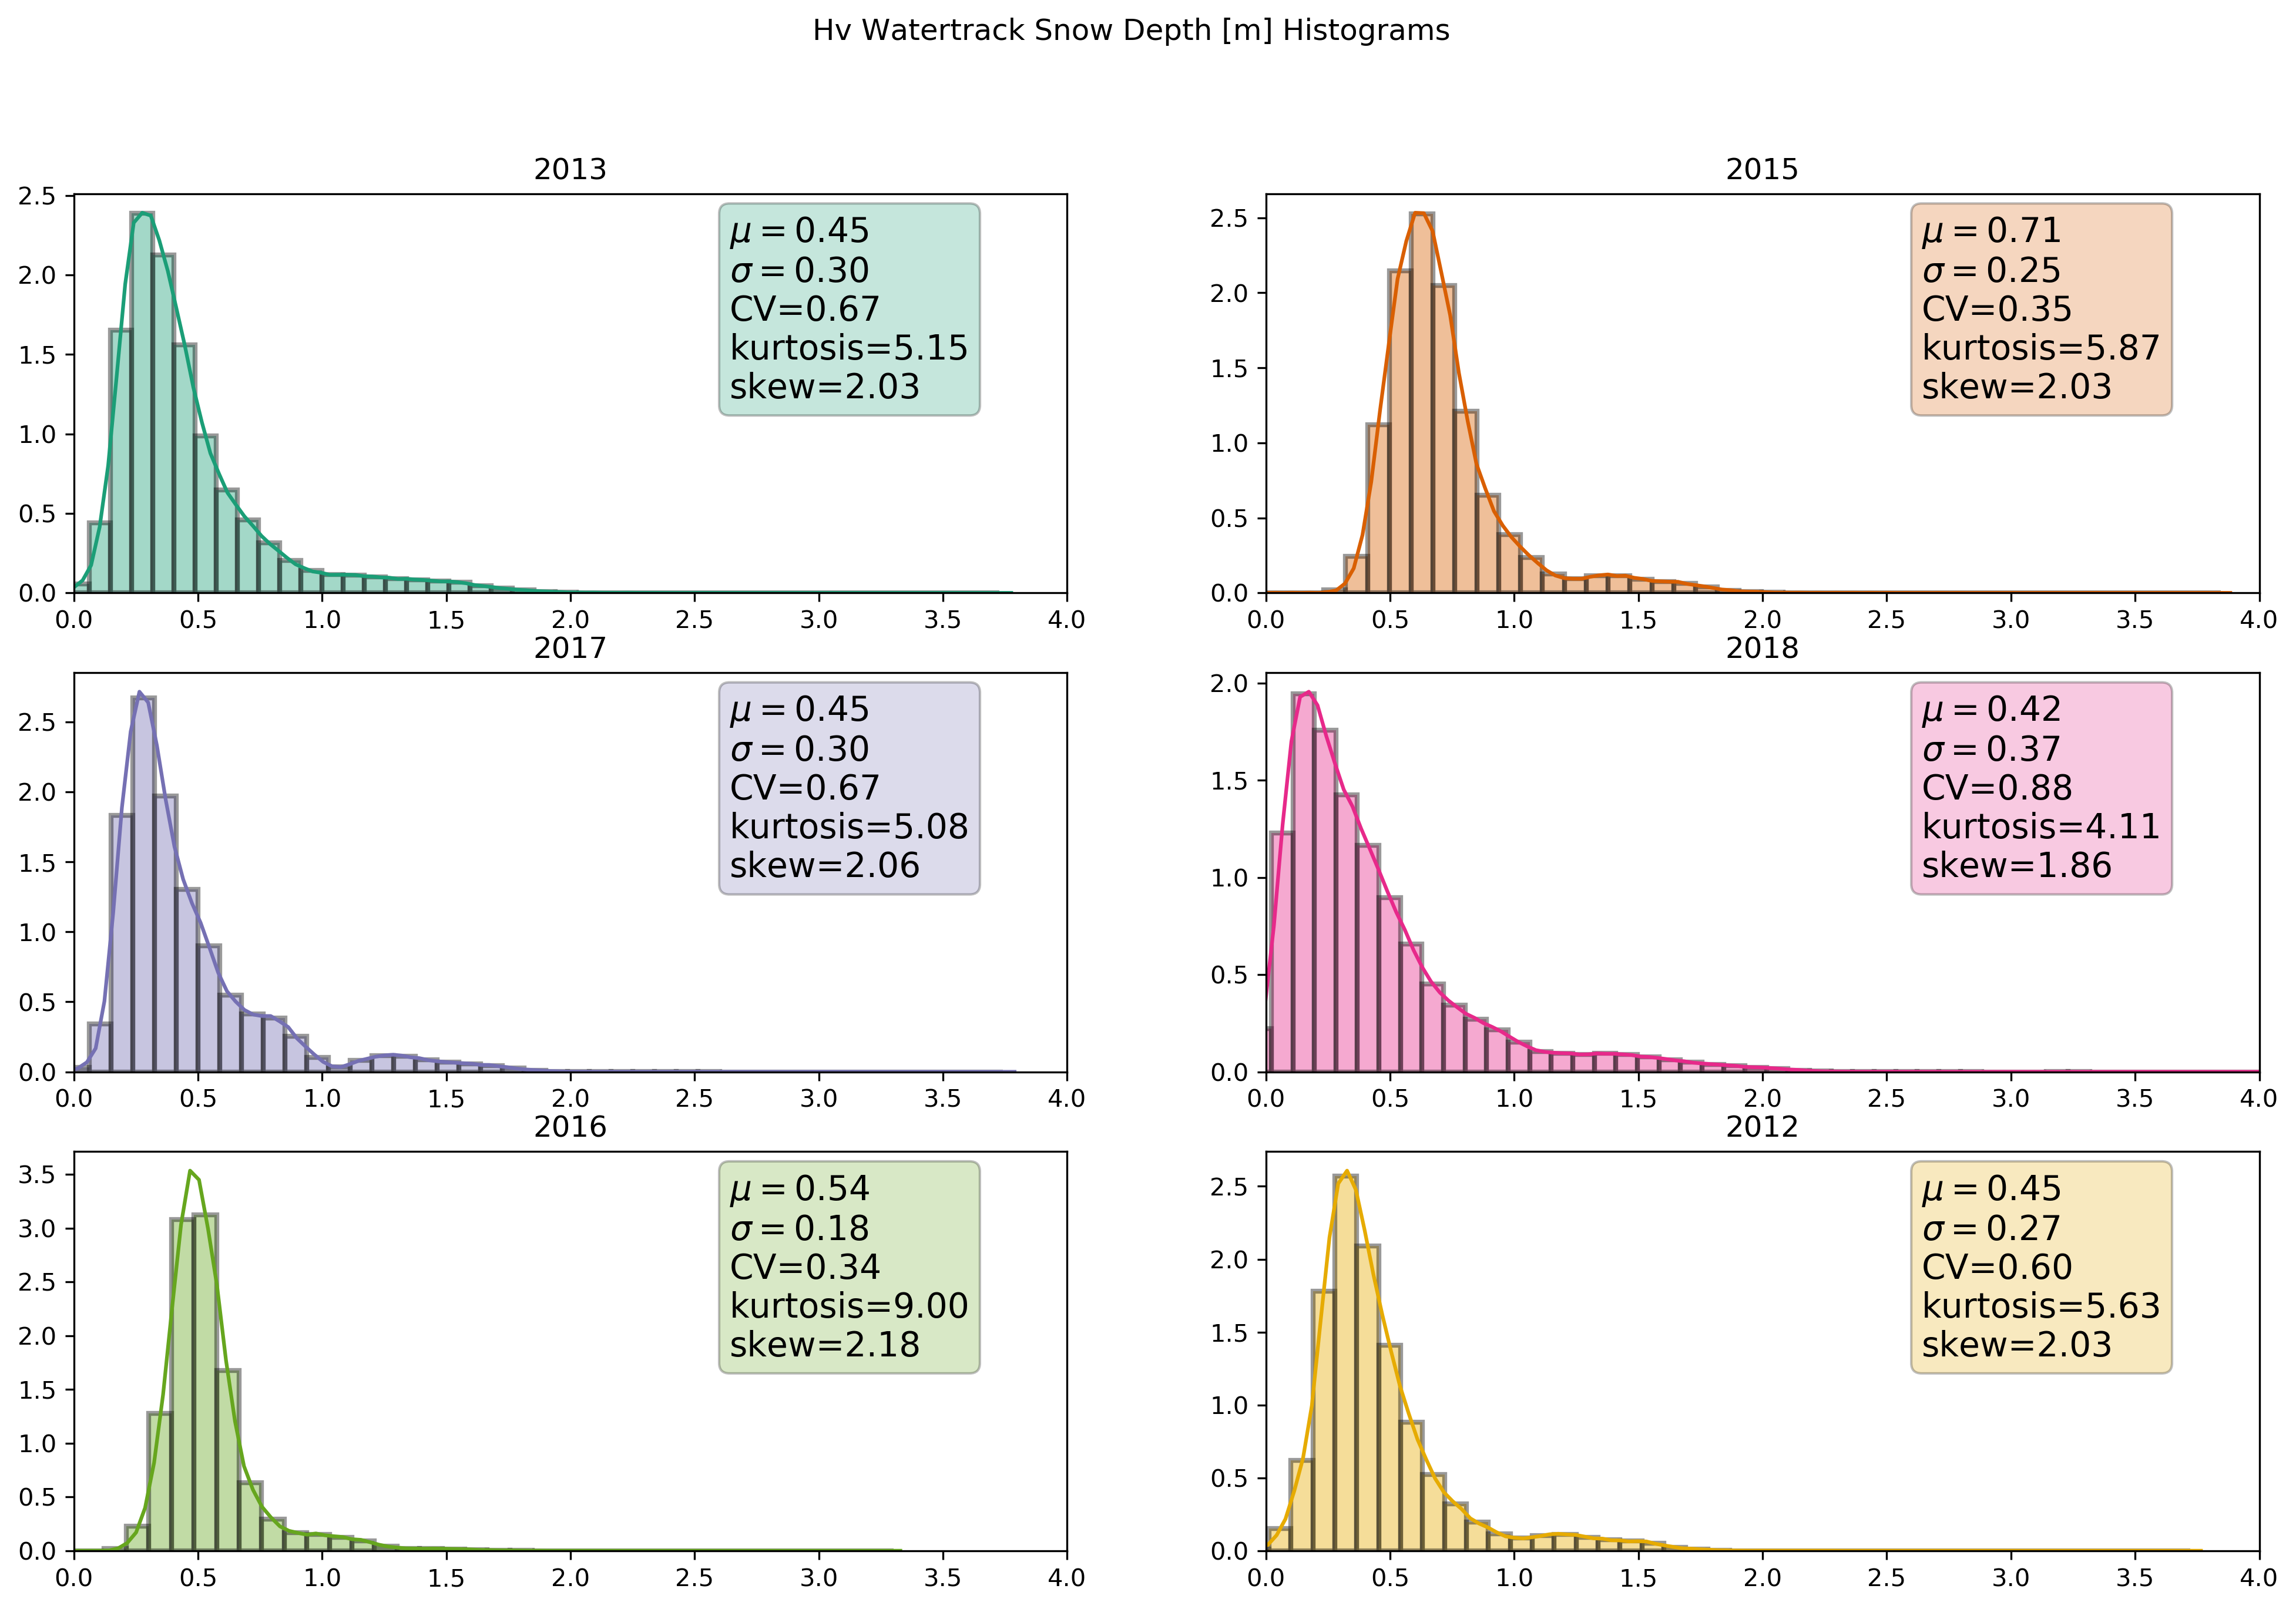 Hv Watertrack Snow Depth [m] Histograms
2013
2.5
2.0
1.5
1.0
0.5
0.0
μ = 0.45
σ = 0.30
CV=0.67
kurtosis=5.15
skew=2.03
0.0 0.5 1.0 1.5 2.0 2.5 3.0 3.5 4.0
2015
2.5
2.0
1.5
1.0
0.5
0.0
μ = 0.71
σ = 0.25
CV=0.35
kurtosis=5.87
skew=2.03
0.0 0.5 1.0 1.5 2.0 2.5 3.0 3.5 4.0
2017
2.5
2.0
1.5
1.0
0.5
0.0
μ = 0.45
σ = 0.30
CV=0.67
kurtosis=5.08
skew=2.06
0.0 0.5 1.0 1.5 2.0 2.5 3.0 3.5 4.0
2018
2.0
1.5
1.0
0.5
0.0
μ = 0.42
σ = 0.37
CV=0.88
kurtosis=4.11
skew=1.86
0.0 0.5 1.0 1.5 2.0 2.5 3.0 3.5 4.0
2016
3.5
3.0
2.5
2.0
1.5
1.0
0.5
0.0
μ = 0.54
σ = 0.18
CV=0.34
kurtosis=9.00
skew=2.18
0.0 0.5 1.0 1.5 2.0 2.5 3.0 3.5 4.0
2012
2.5
2.0
1.5
1.0
0.5
0.0
μ = 0.45
σ = 0.27
CV=0.60
kurtosis=5.63
skew=2.03
0.0 0.5 1.0 1.5 2.0 2.5 3.0 3.5 4.0